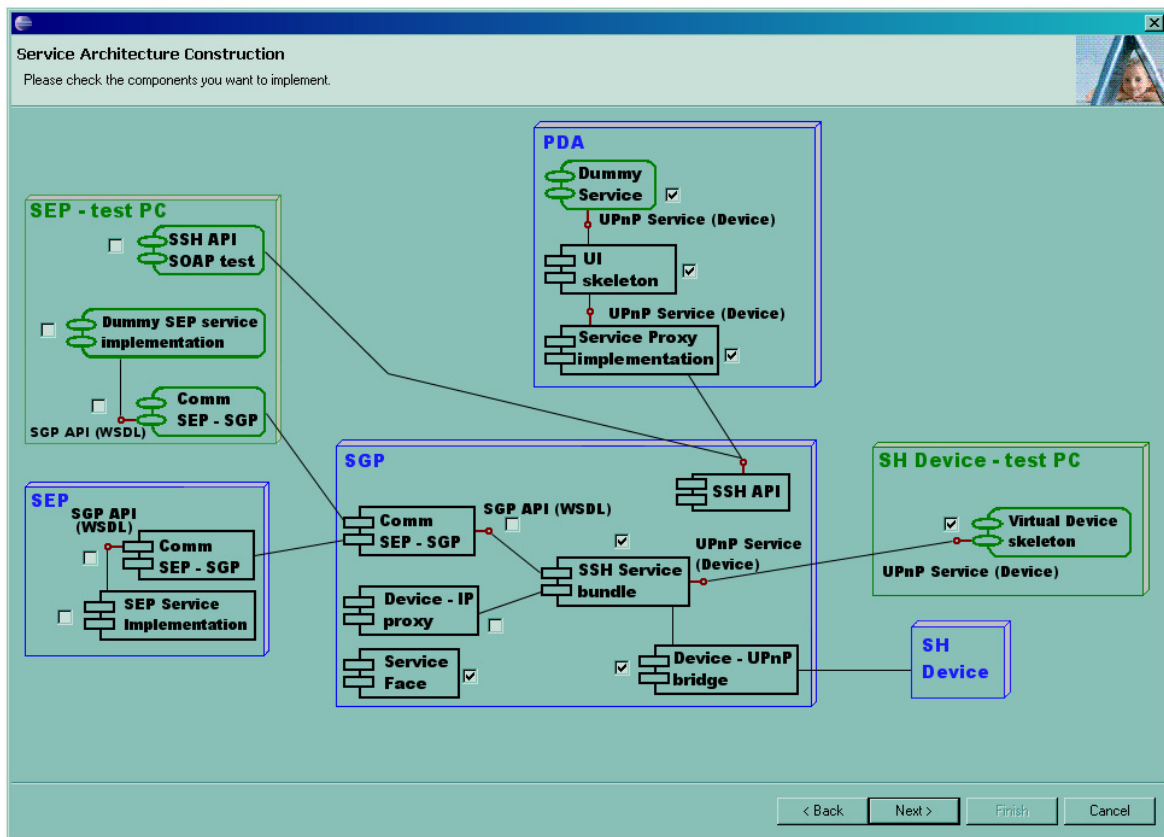 Service Architecture Construction
Please check the components you want to implement.
PDA
Dummy
Service
UPnP Service (Device)
UI
skeleton
UPnP Service (Device)
Service Proxy
implementation
SEP - test PC
SSH API
SOAP test
Dummy SEP service
implementation
Comm
SEP - SGP
SGP API (WSDL)
SEP
SGP API
(WSDL)
Comm
SEP - SGP
SEP Service
Implementation
SGP
SSH API
Comm
SEP - SGP
SGP API (WSDL)
UPnP Service
(Device)
SSH Service
bundle
Device - IP
proxy
Service
Face
Device - UPnP
bridge
SH Device - test PC
Virtual Device
skeleton
UPnP Service (Device)
SH
Device
< Back
Next >
Finish
Cancel